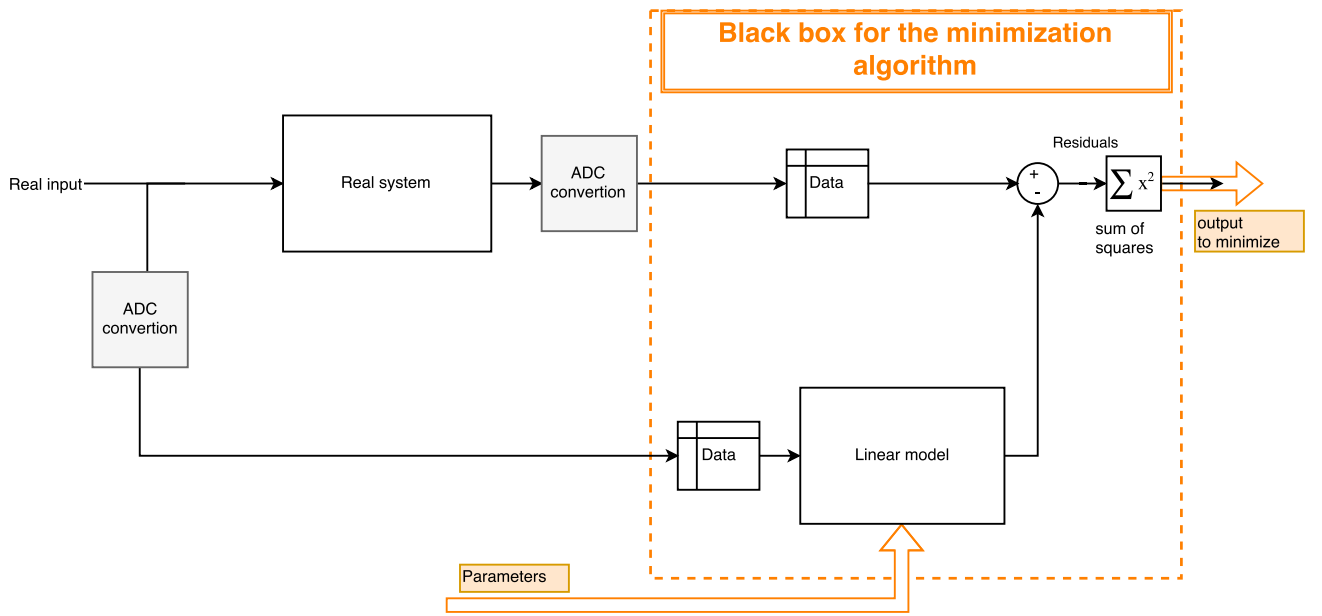 Black box for the minimization
algorithm
Residuals
Real input
Real system
ADC
convertion
Data
+
-
∑ x²
output
to minimize
sum of
squares
ADC
convertion
Data
Linear model
Parameters